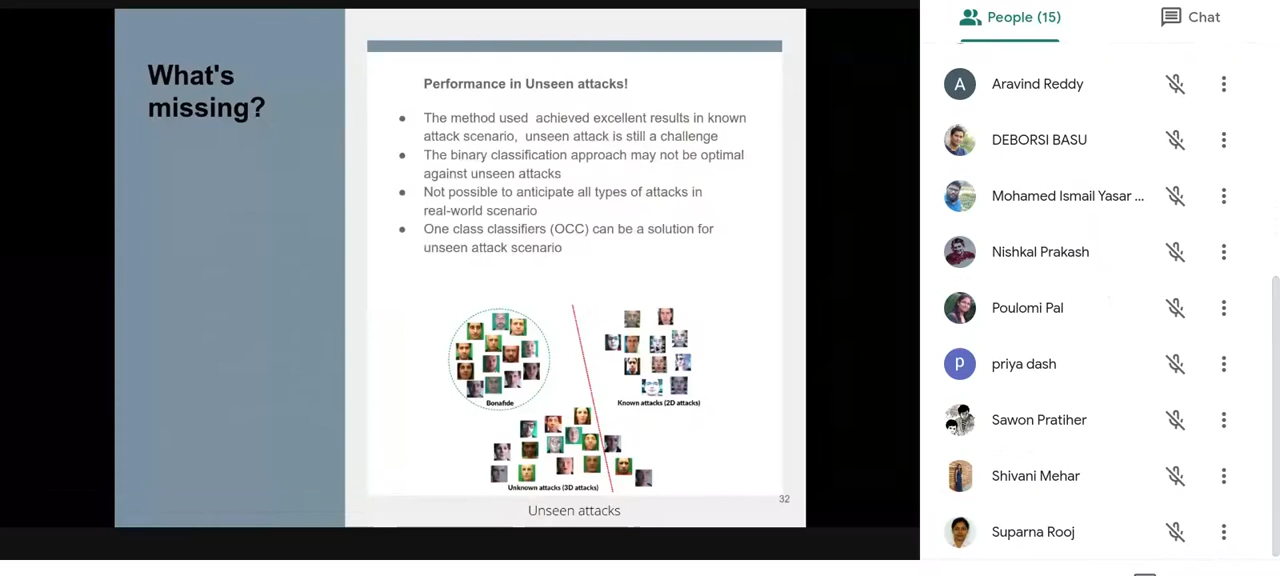 What's
missing?
Performance in Unseen attacks!
● The method used achieved excellent results in known
attack scenario, unseen attack is still a challenge
● The binary classification approach may not be optimal
against unseen attacks
● Not possible to anticipate all types of attacks in
real-world scenario
● One class classifiers (OCC) can be a solution for
unseen attack scenario
Bonafide
Known attacks (2D attacks)
Unknown attacks (3D attacks)
32
Unseen attacks
People (15)
Chat
A Aravind Reddy
DEBORSI BASU
Mohamed Ismail Yasar ...
Nishkal Prakash
Poulomi Pal
p priya dash
Sawon Pratiher
Shivani Mehar
Suparna Rooj